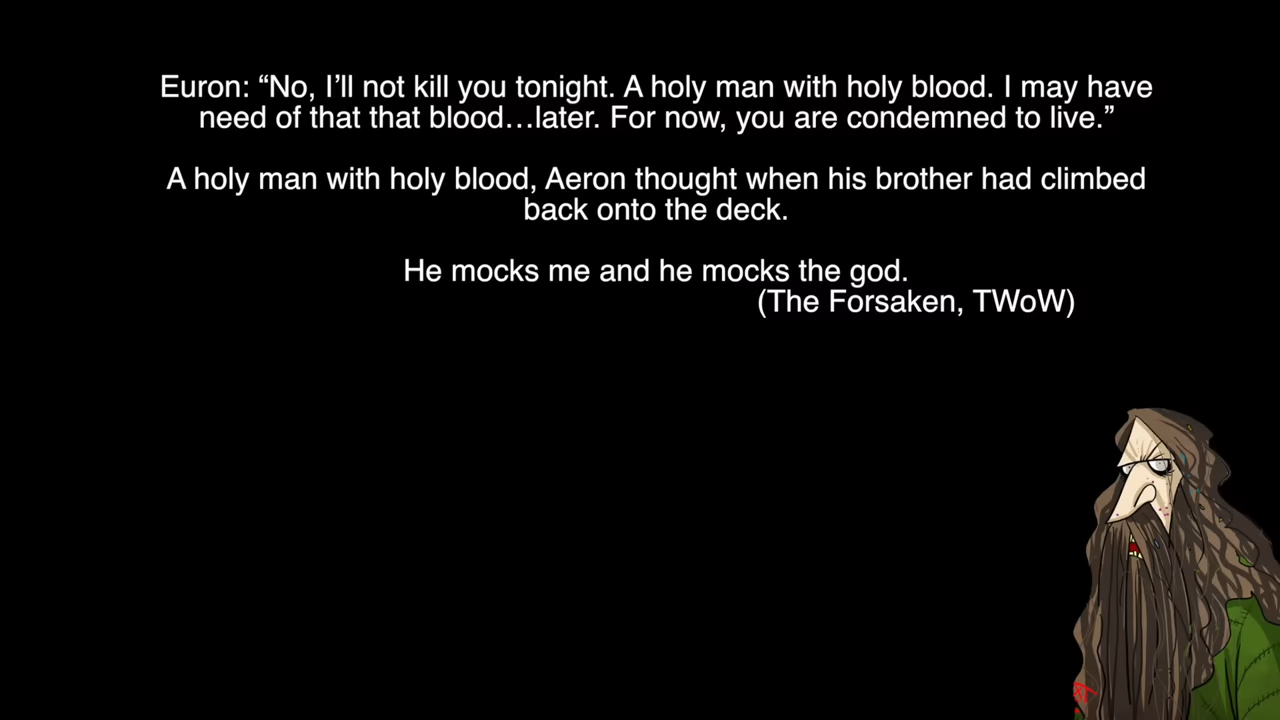 Euron: “No, I’ll not kill you tonight. A holy man with holy blood. I may have
need of that that blood…later. For now, you are condemned to live.”
A holy man with holy blood, Aeron thought when his brother had climbed
back onto the deck.
He mocks me and he mocks the god.
(The Forsaken, TWoW)